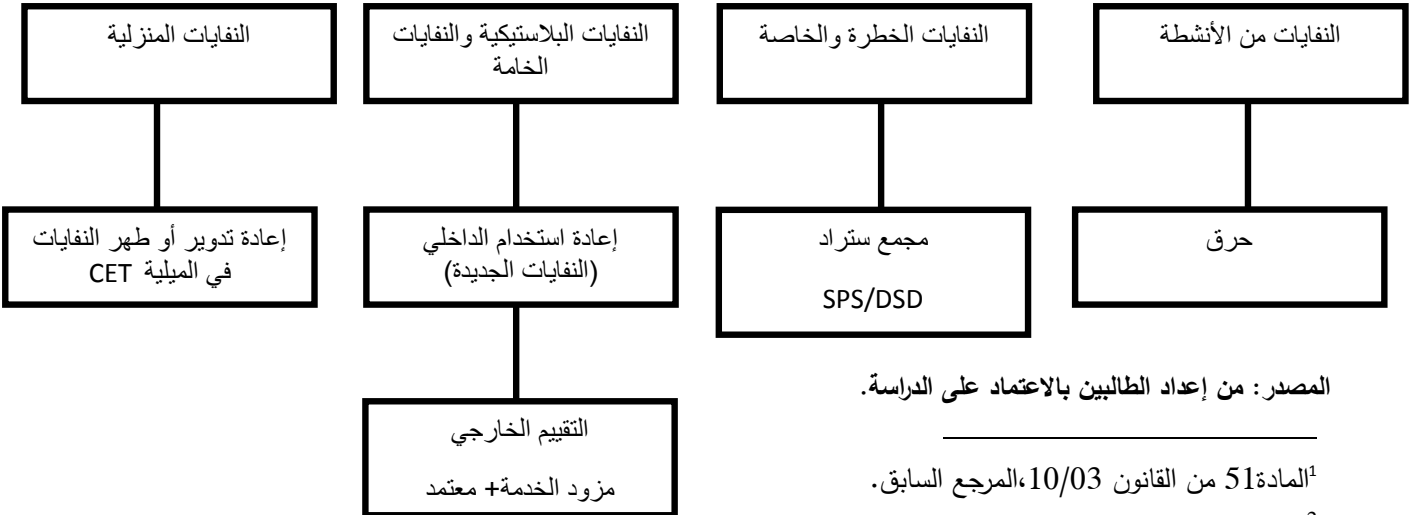 النفايات من الأنشطة
النفايات الخطرة والخاصة
النفايات البلاستيكية والنفايات
الخامة
النفايات المنزلية
حرق
مجمع ستراد
SPS/DSD
إعادة استخدام الداخلي
(النفايات الجديدة)
إعادة تدوير أو طهر النفايات
في الميلية CET
التقييم الخارجي
مزود الخدمة+ معتمد
المصدر: من إعداد الطالبين بالاعتماد على الدراسة.
¹المادة51 من القانون 10/03،المرجع السابق.